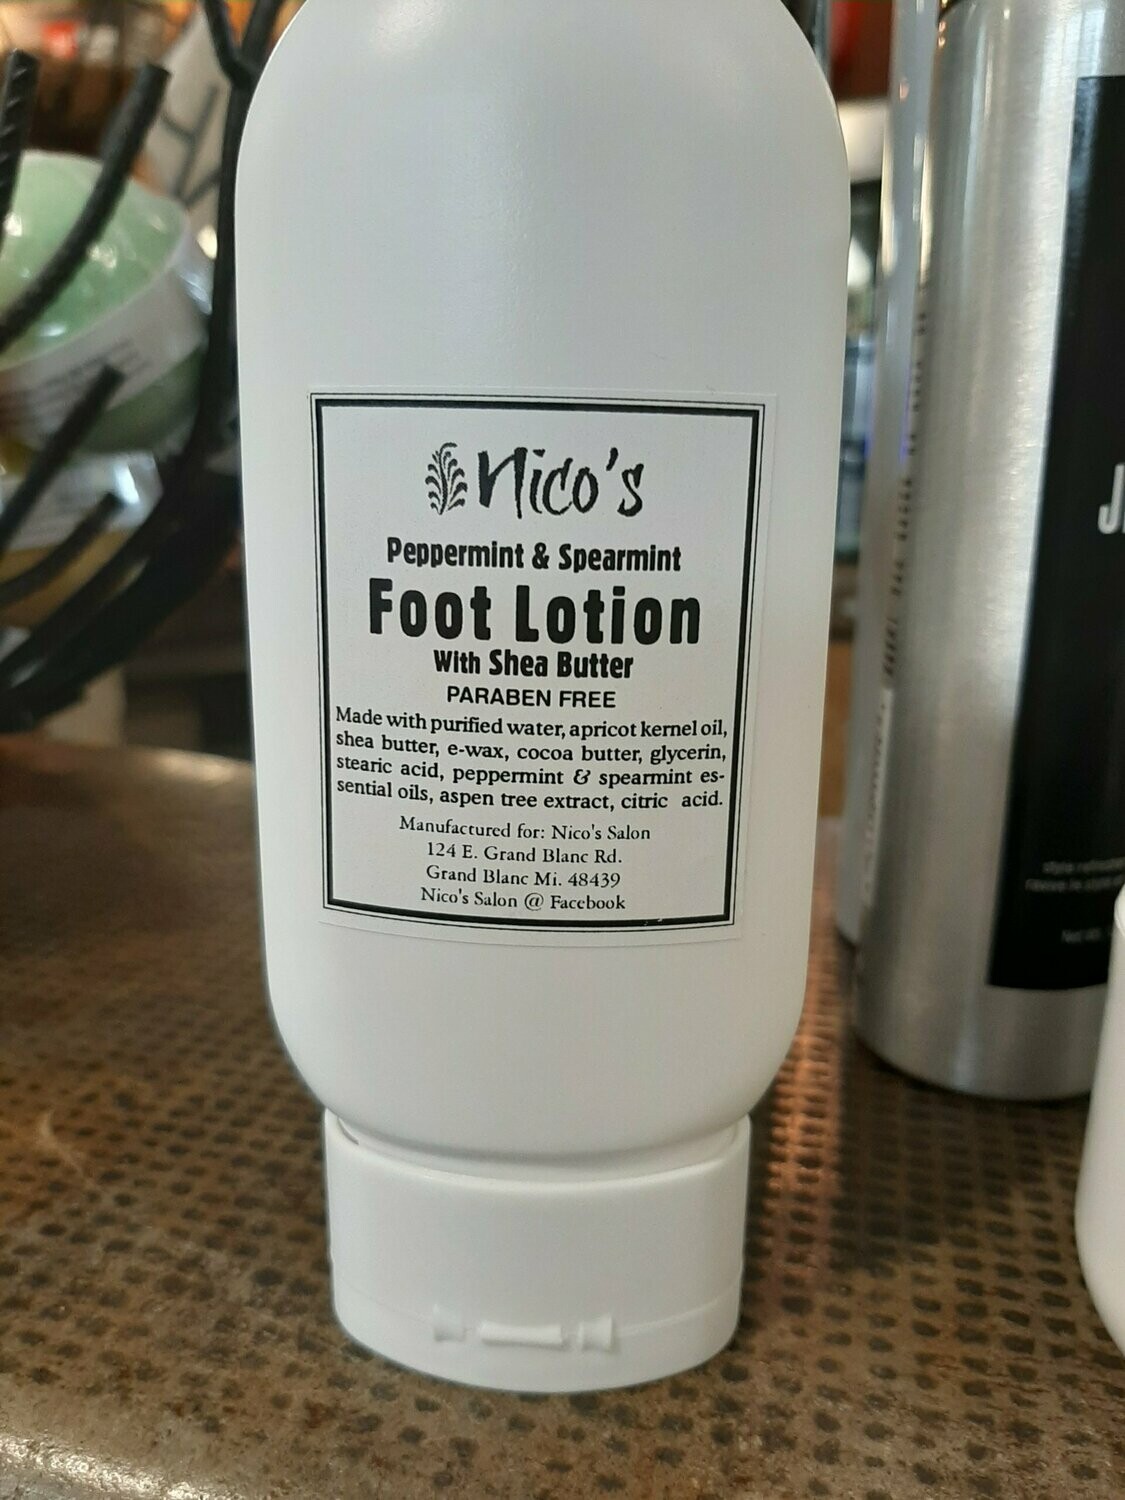 Nico's
Peppermint & Spearmint
Foot Lotion
With Shea Butter
PARABEN FREE
Made with purified water, apricot kernel oil,
shea butter, e-wax, cocoa butter, glycerin,
stearic acid, peppermint & spearmint es-
sential oils, aspen tree extract, citric acid.
Manufactured for: Nico's Salon
124 E. Grand Blanc Rd.
Grand Blanc Mi. 48439
Nico's Salon @ Facebook